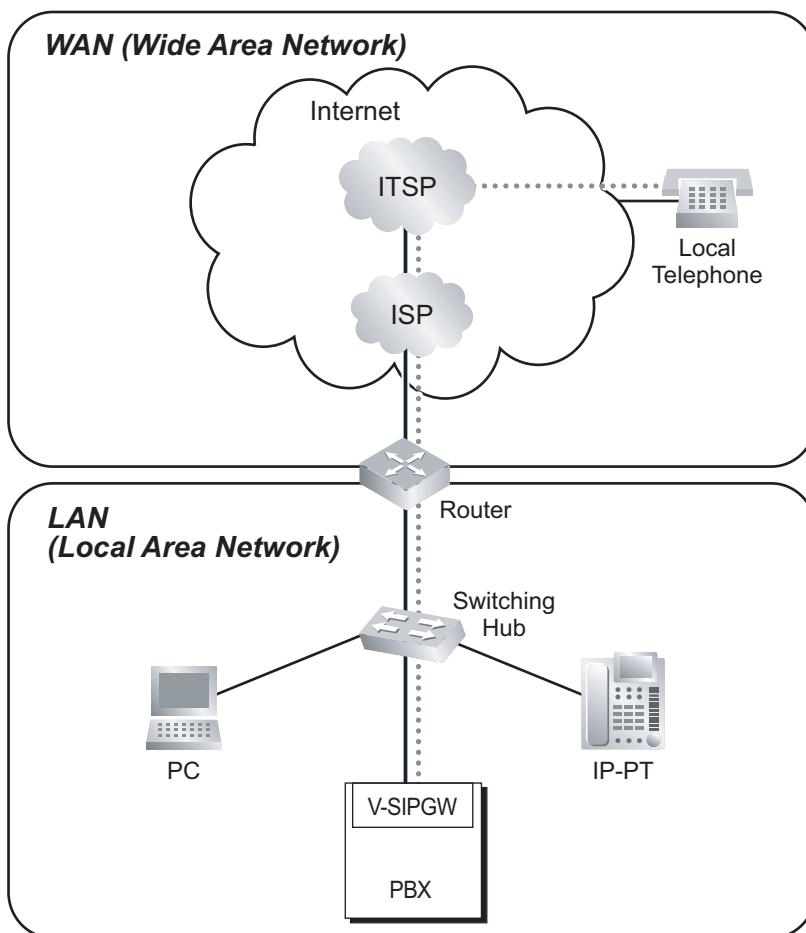 WAN (Wide Area Network)
Internet
ITSP
Local
Telephone
ISP
Router
LAN
(Local Area Network)
Switching
Hub
PC
IP-PT
V-SIPGW
PBX